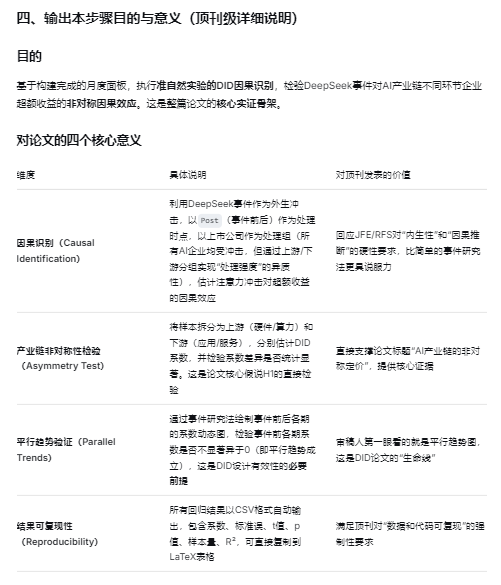 四、输出本步骤目的与意义（顶刊级详细说明）
目的
基于构建完成的月度面板，执行准自然实验的DID因果识别，检验DeepSeek事件对AI产业链不同环节企业
超额收益的非对称因果效应。这是整篇论文的核心实证骨架。
对论文的四个核心意义
维度
具体说明
对顶刊发表的价值
因果识别（Causal
Identification）
利用DeepSeek事件作为外生冲
击，以 Post （事件前后）作为处理
时点，以上市公司作为处理组（所
有AI企业均受冲击，但通过上游/下
游分组实现“处理强度”的异质
性），估计注意力冲击对超额收益
的因果效应
回应JFE/RFS对“内生性”和“因果推
断”的硬性要求，比简单的事件研究
法更具说服力
产业链非对称性检验
（Asymmetry Test）
将样本拆分为上游（硬件/算力）和
下游（应用/服务），分别估计DID
系数，并检验系数差异是否统计显
著。这是论文核心假说H1的直接检
验
直接支撑论文标题“AI产业链的非对
称定价”，提供核心证据
平行趋势验证（Parallel
Trends）
通过事件研究法绘制事件前后各期
的系数动态图，检验事件前各期系
数是否不显著异于0（即平行趋势成
立），这是DID设计有效性的必要
前提
审稿人第一眼看的就是平行趋势图，
这是DID论文的“生命线”
结果可复现性
（Reproducibility）
所有回归结果以CSV格式自动输
出，包含系数、标准误、t值、p
值、样本量、R²，可直接复制到
LaTeX表格
满足顶刊对“数据和代码可复现”的强
制性要求